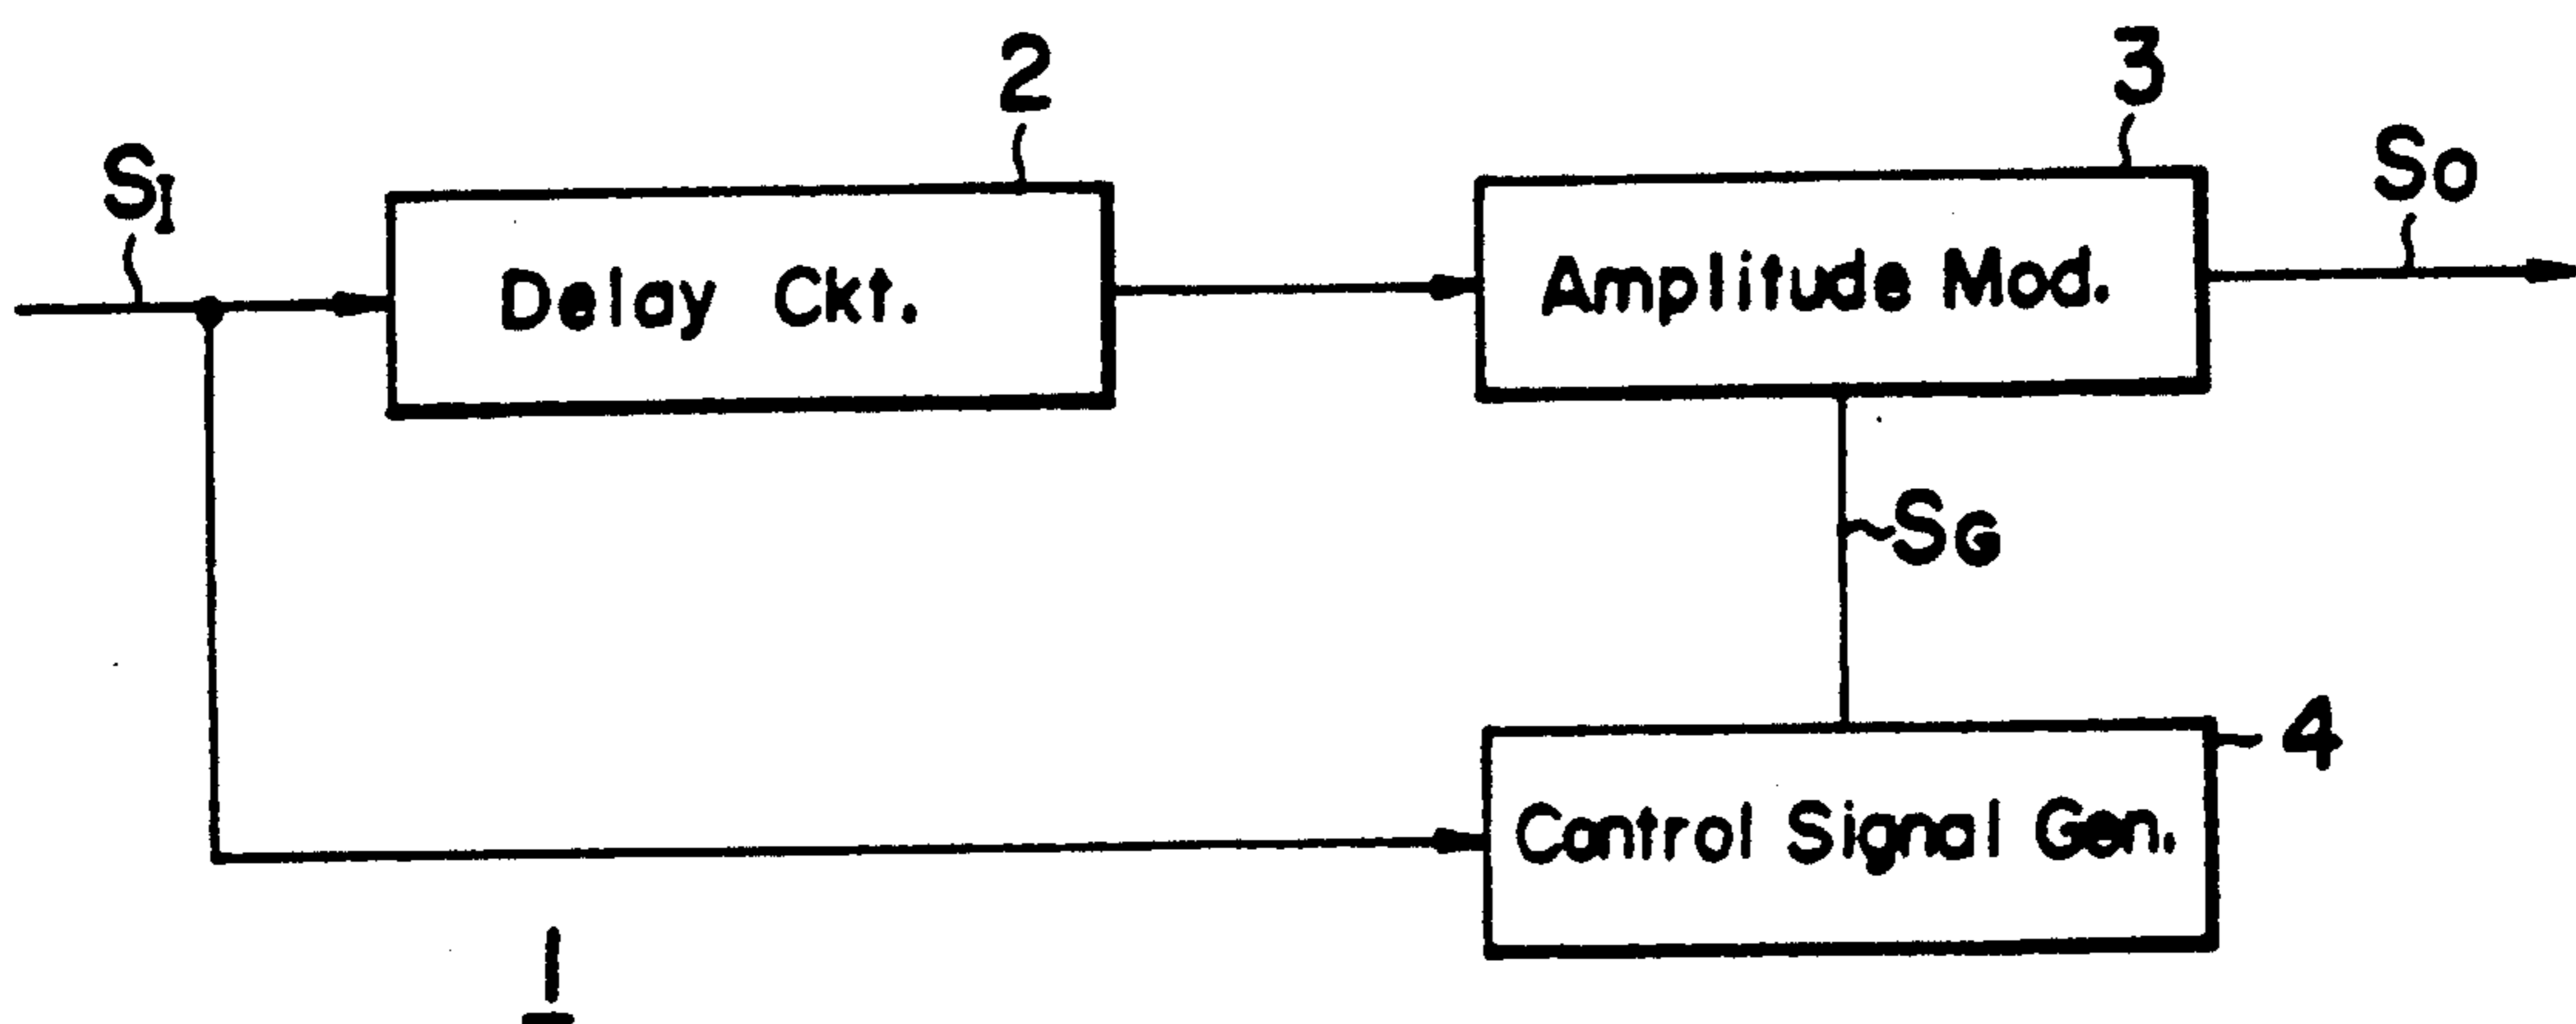 2
3
SI
SO
Delay Ckt.
Amplitude Mod.
SG
4
Control Signal Gen.
1